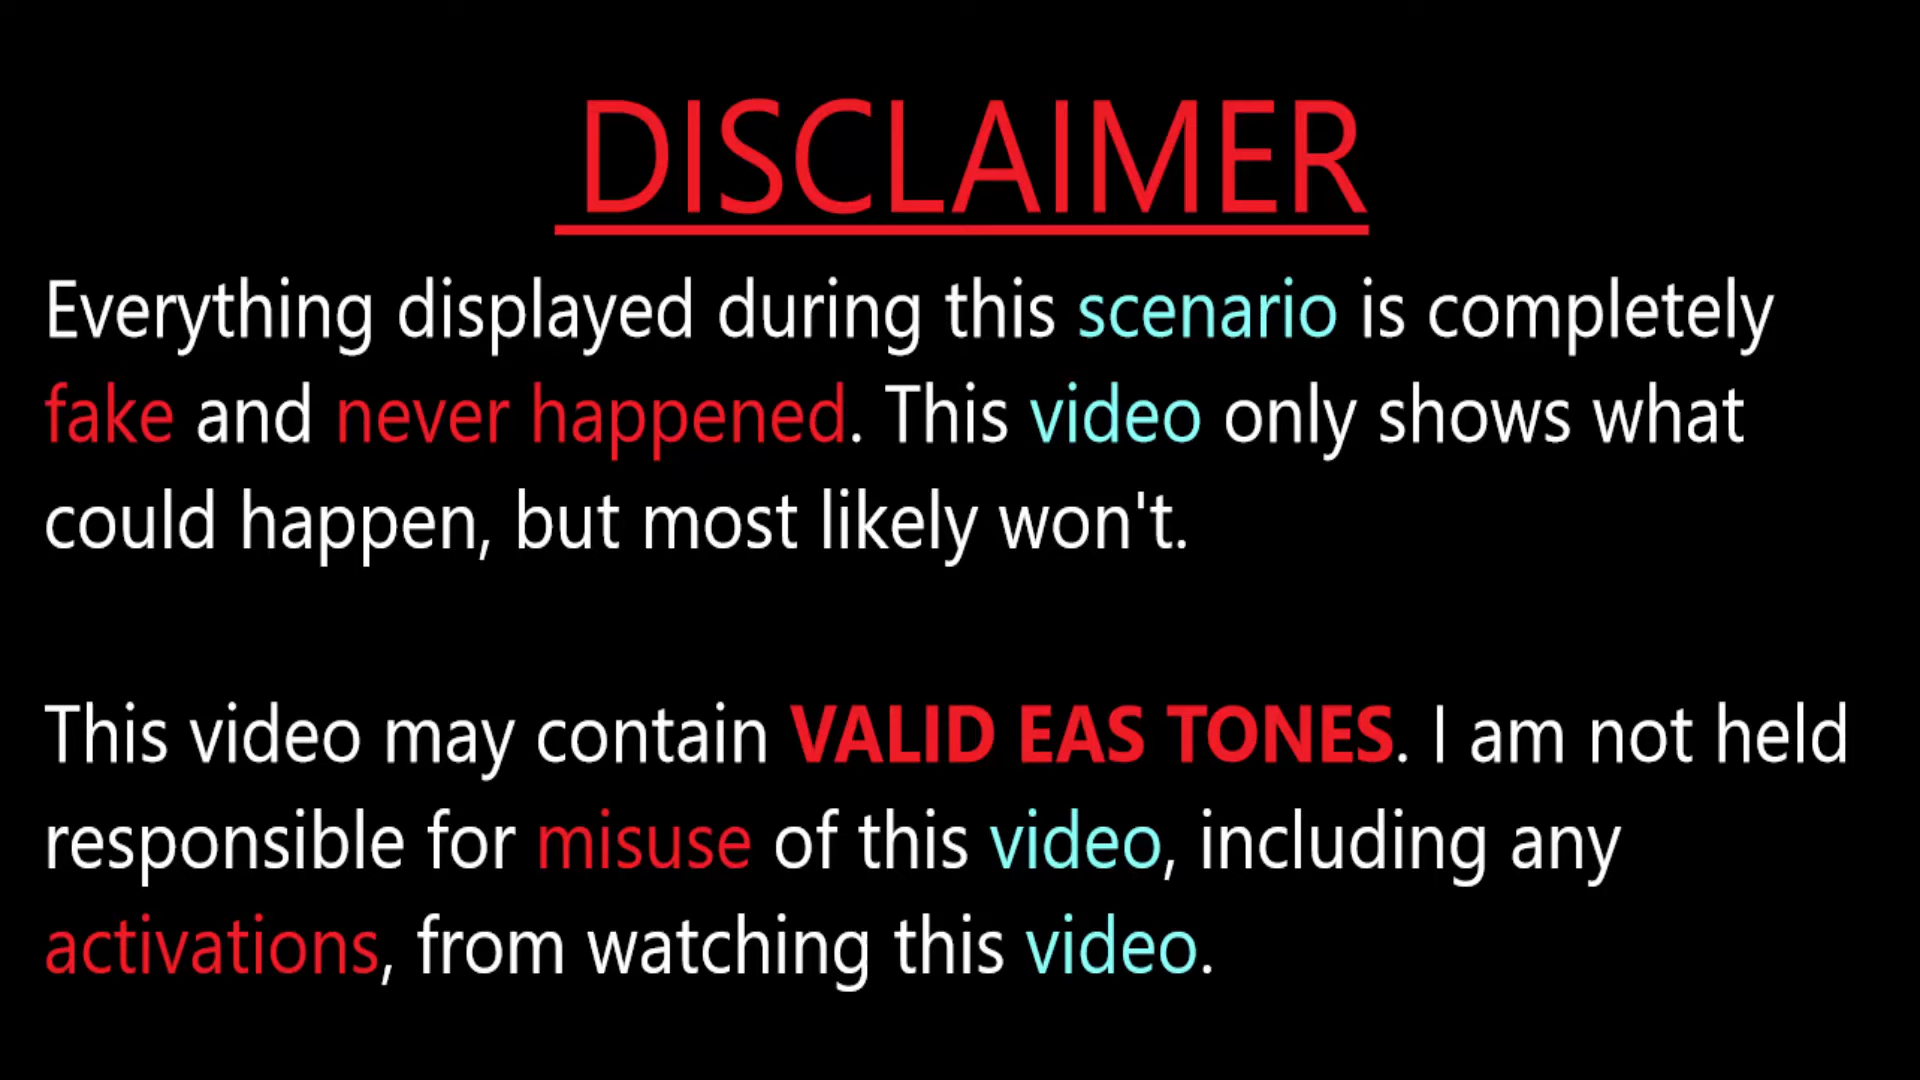 DISCLAIMER
Everything displayed during this scenario is completely
fake and never happened. This video only shows what
could happen, but most likely won't.
This video may contain VALID EAS TONES. I am not held
responsible for misuse of this video, including any
activations, from watching this video.